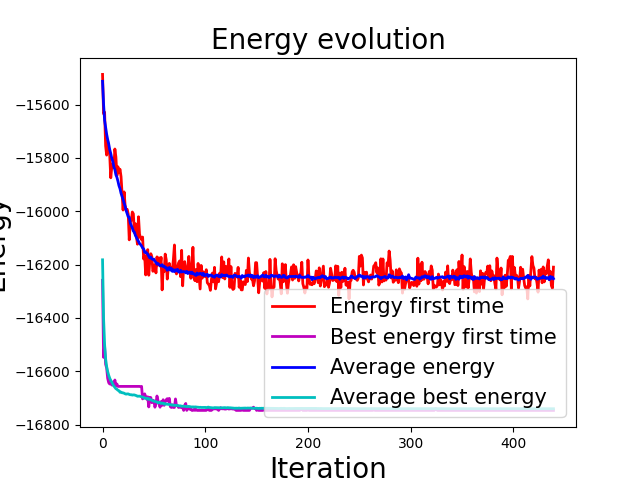 Energy evolution
Energy
−15600
−15800
−16000
−16200
−16400
−16600
−16800
Energy first time
Best energy first time
Average energy
Average best energy
0
100
200
300
400
Iteration